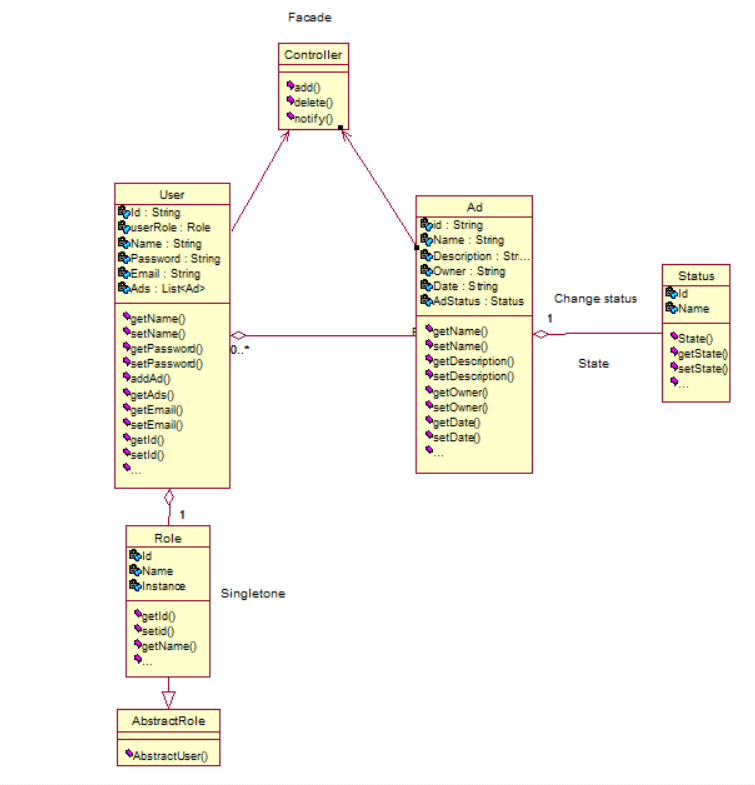 Facade
Controller
add()
delete()
notify()
User
Id : String
userRole : Role
Name : String
Password : String
Email : String
Ads : List<Ad>
getName()
setName()
getPassword()
setPassword()
addAd()
getAds()
getEmail()
setEmail()
getId()
setId()
...
0..*
Ad
id : String
Name : String
Description : Str...
Owner : String
Date : String
AdStatus : Status
getName()
setName()
getDescription()
setDescription()
getOwner()
setOwner()
getDate()
setDate()
...
Change status
1
State
Status
Id
Name
State()
getState()
setState()
...
1
Role
Id
Name
Instance
getId()
setid()
getName()
...
Singletone
AbstractRole
AbstractUser()